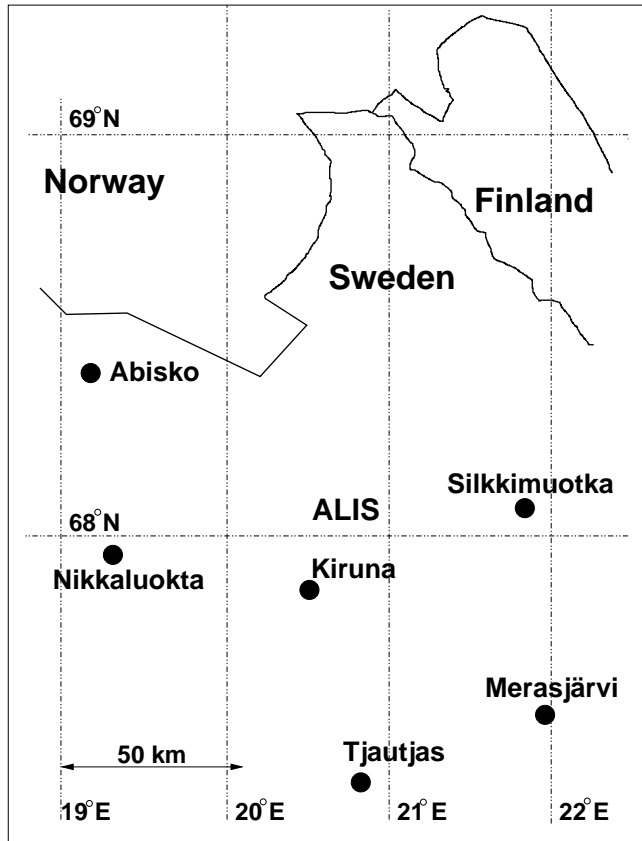 69°N
Norway
Finland
Sweden
Abisko
Silkkimuotka
68°N
ALIS
Nikkaluokta
Kiruna
Merasjärvi
50 km
Tjautjas
19°E
20°E
21°E
22°E